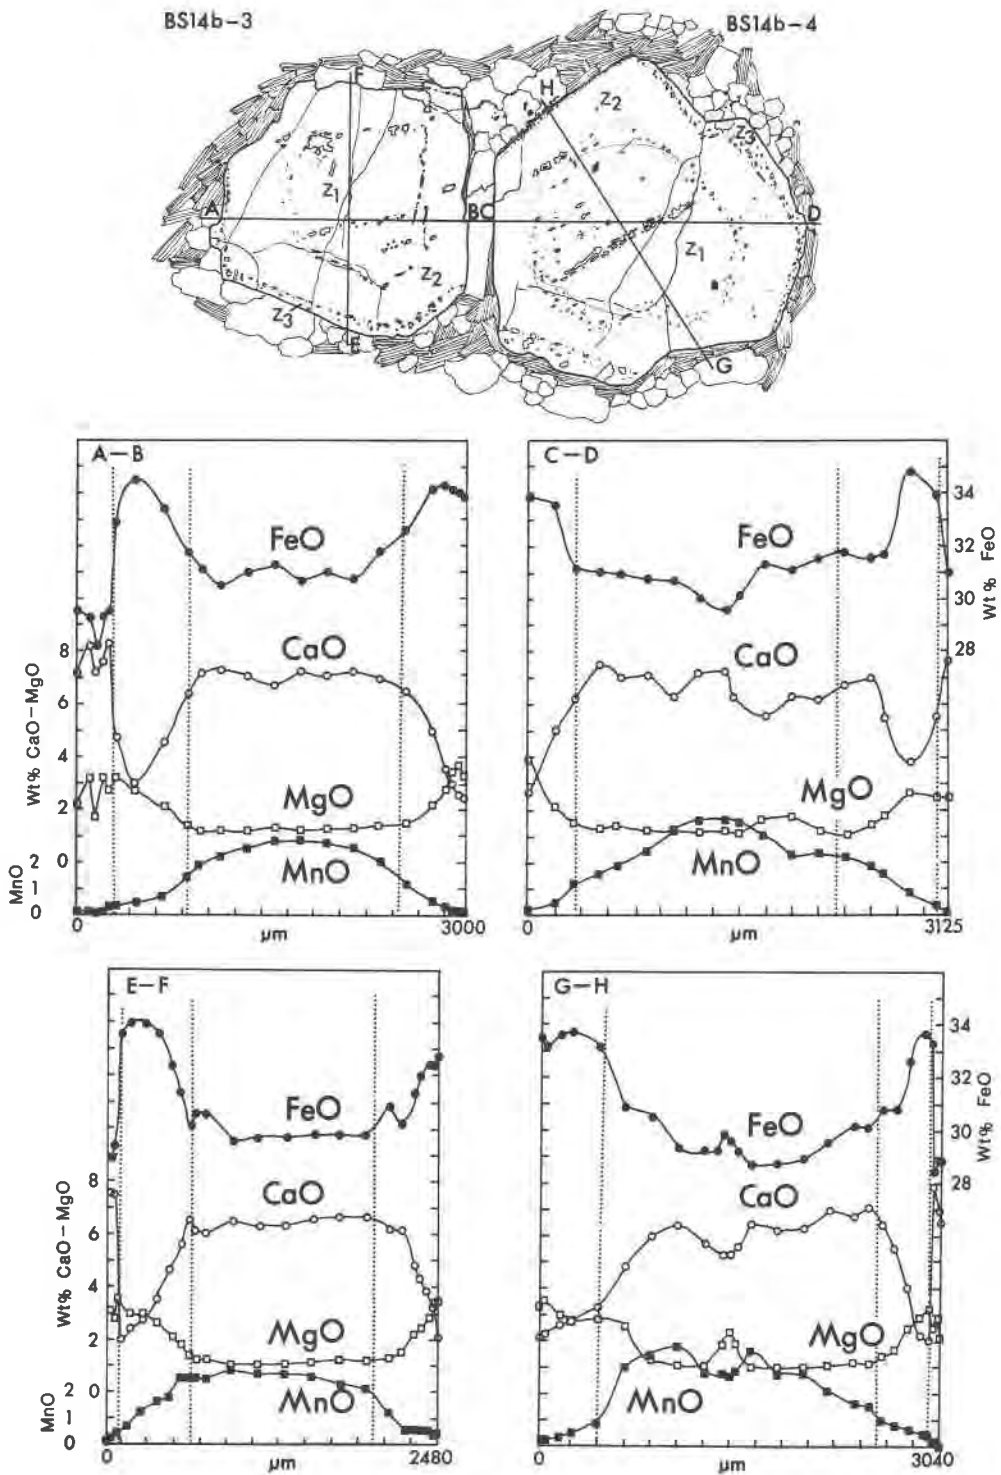 BS14b-3
BS14b-4
F
H
Z2
Z3
Z1
A
BC
D
Z1
Z2
Z3
E
G
A—B
C—D
FeO
FeO
CaO
CaO
MgO
MgO
MnO
MnO
34
32
30
28
Wt% FeO
8
6
4
2
0
Wt% CaO-MgO
2
1
0
MnO
0
µm
3000
0
µm
3125
E—F
G—H
FeO
FeO
CaO
CaO
MgO
MgO
MnO
MnO
34
32
30
28
Wt% FeO
8
6
4
2
0
Wt% CaO-MgO
2
1
0
MnO
0
µm
2480
0
µm
3040